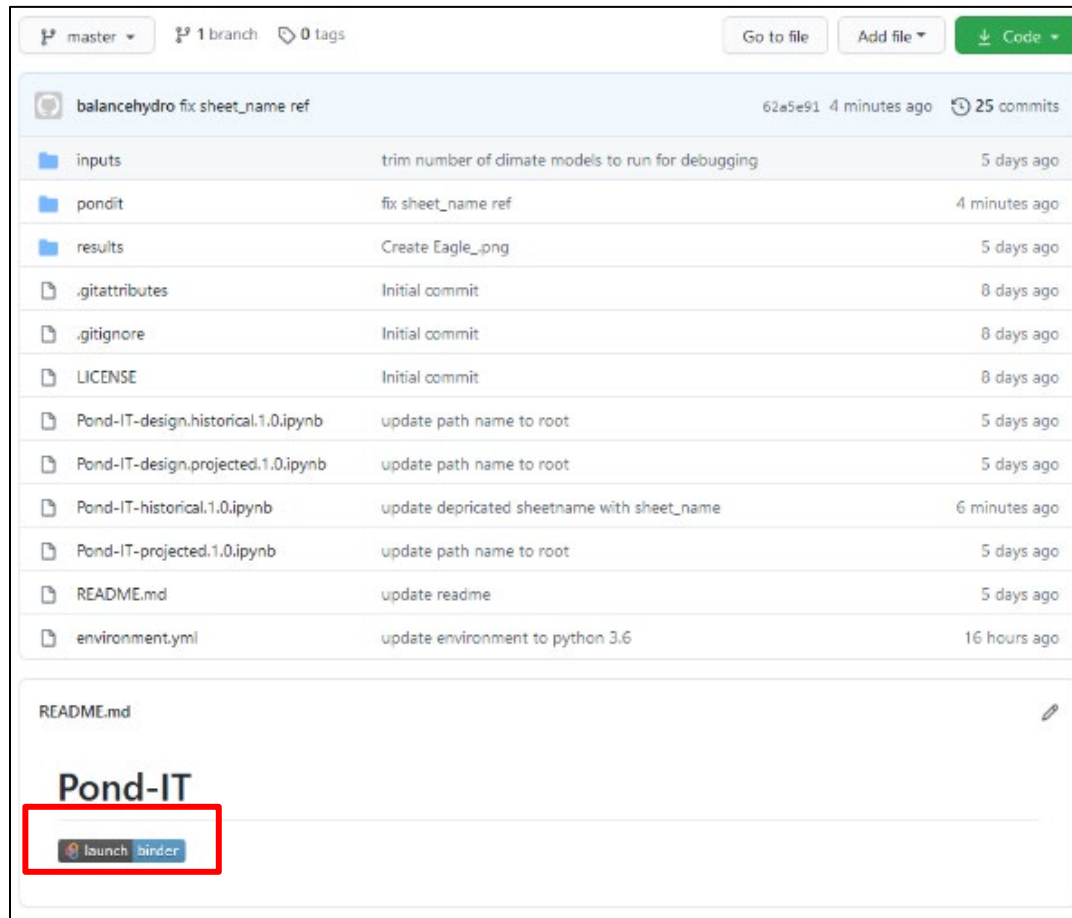 master 1 branch 0 tags Go to file Add file Code
balancehydro fix sheet_name ref 62a5e91 4 minutes ago 25 commits
inputs trim number of climate models to run for debugging 5 days ago
pondit fix sheet_name ref 4 minutes ago
results Create Eagle_.png 5 days ago
.gitattributes Initial commit 8 days ago
.gitignore Initial commit 8 days ago
LICENSE Initial commit 8 days ago
Pond-IT-design.historical.1.0.ipynb update path name to root 5 days ago
Pond-IT-design.projected.1.0.ipynb update path name to root 5 days ago
Pond-IT-historical.1.0.ipynb update depricated sheetname with sheet_name 6 minutes ago
Pond-IT-projected.1.0.ipynb update path name to root 5 days ago
README.md update readme 5 days ago
environment.yml update environment to python 3.6 16 hours ago
README.md
Pond-IT
launch binder